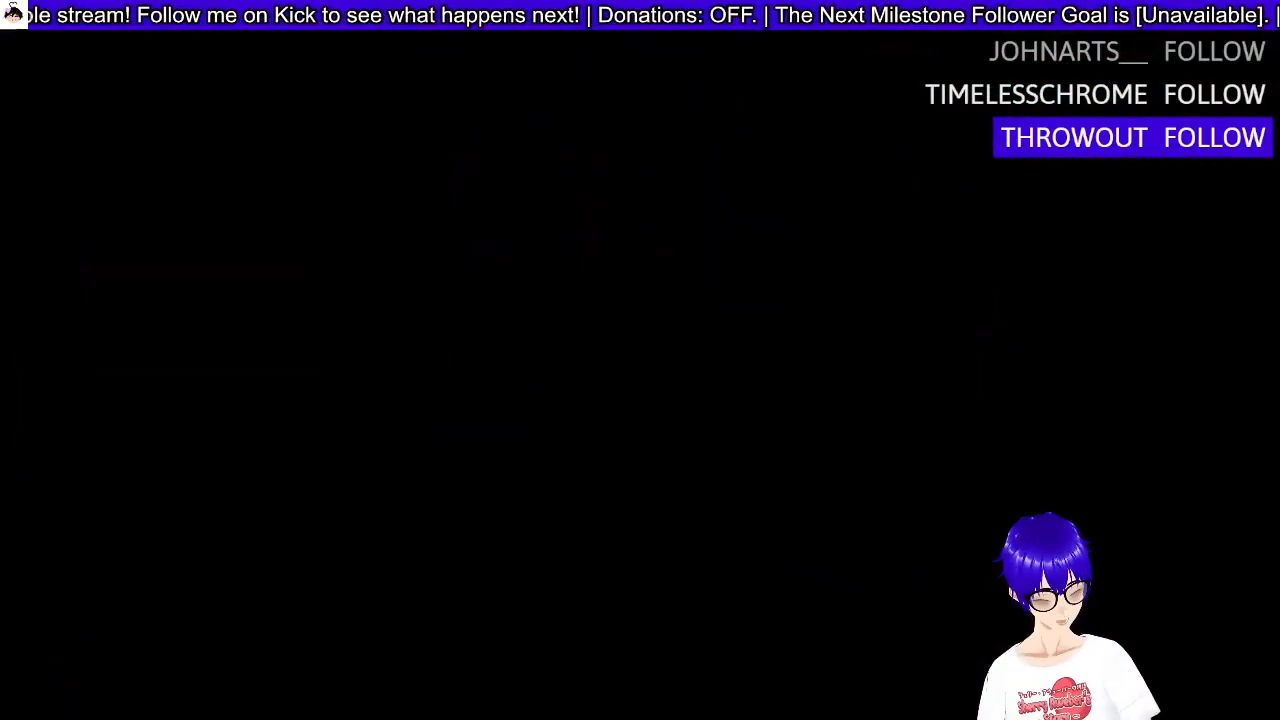 ole stream! Follow me on Kick to see what happens next! | Donations: OFF. | The Next Milestone Follower Goal is [Unavailable]. |
JOHNARTS__ FOLLOW
TIMELESSCHROME FOLLOW
THROWOUT FOLLOW